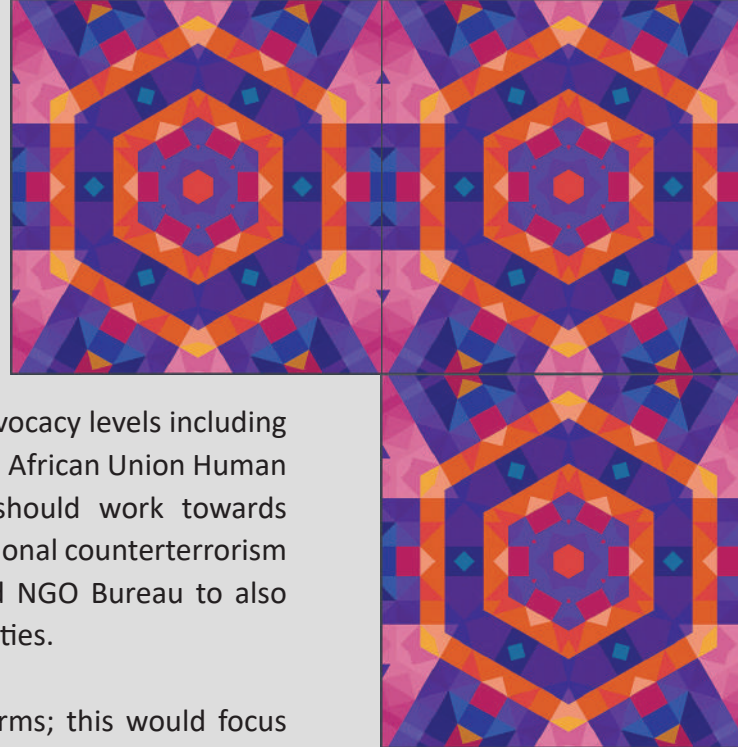 vocacy levels including
African Union Human
should work towards
ional counterterrorism
NGO Bureau to also
ties.
rms; this would focus